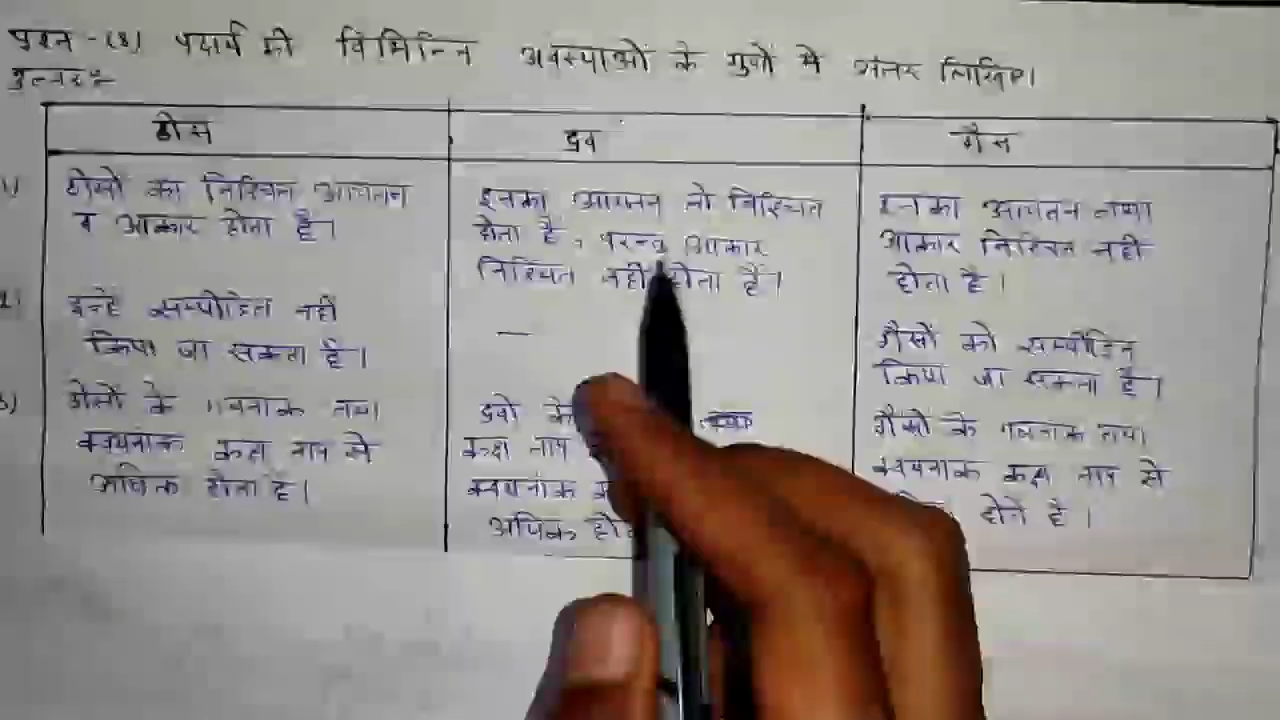 प्रश्न -(3) पदार्थ की विभिन्न अवस्थाओं के गुणों में अंतर लिखिए।
उत्तर:-
ठोस
द्रव
गैस
1) ठोसों का निश्चित आयतन
व आकार होता है।
इनका आयतन तो निश्चित
होता है, परन्तु आकार
निश्चित नहीं होता है।
इनका आयतन तथा
आकार निश्चित नहीं
होता है।
2) इन्हें सम्पीडित नहीं
किया जा सकता है।
—
गैसों को सम्पीडित
किया जा सकता है।
3) ठोसों के गलनांक तथा
क्वथनांक कक्ष ताप से
अधिक होता है।
द्रवों के
कक्ष ताप
क्वथनांक
अधिक
गैसों के गलनांक तथा
क्वथनांक कक्ष ताप से
होते है।